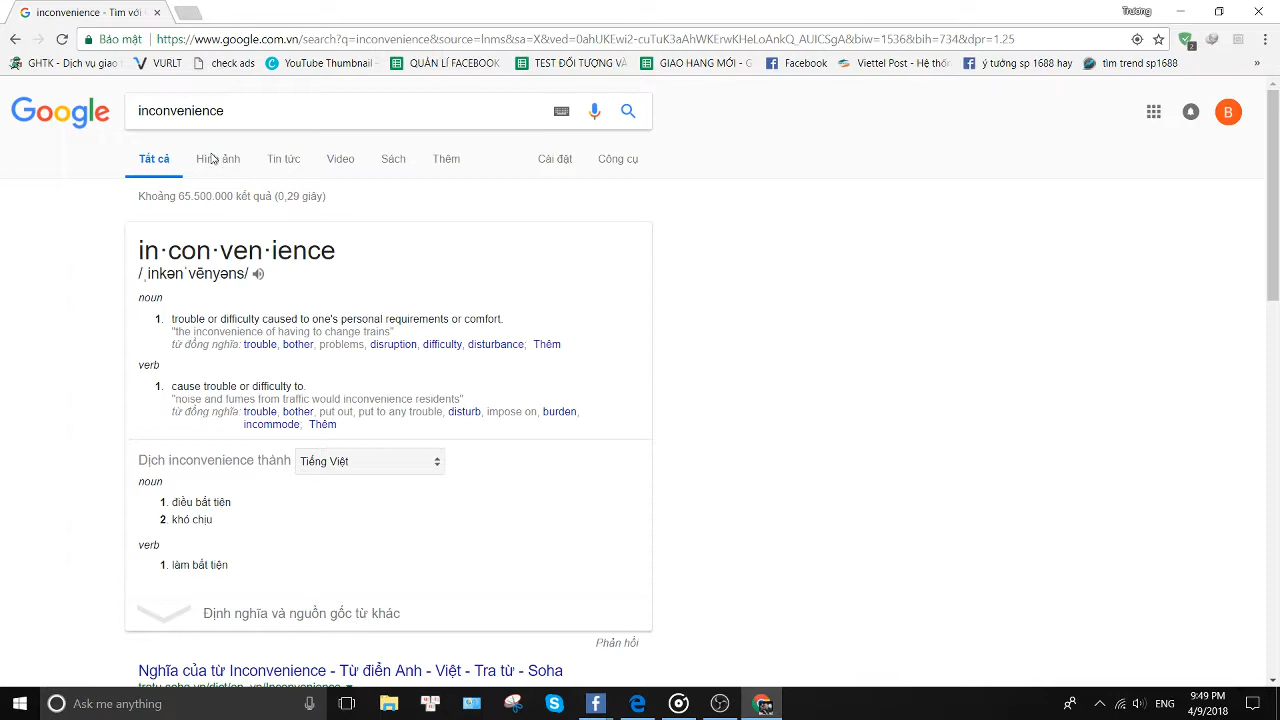 inconvenience - Tìm với
Trương
Bảo mật
https://www.google.com.vn/search?q=inconvenience&source=lnms&sa=X&ved=0ahUKEwi2-cuTuK3aAhWKErwKHeLoAnkQ_AUICSgA&biw=1536&bih=734&dpr=1.25
2
GHTK - Dịch vụ giao
VURLT
check ads
YouTube Thumbnail -
QUẢN LÍ FACEBOOK
TEST ĐỐI TƯỢNG VÀ
GIAO HANG MỚI - G
Facebook
Viettel Post - Hệ thố
ý tưởng sp 1688 hay
tìm trend sp1688
»
Google
inconvenience
B
Tất cả
Hình ảnh
Tin tức
Video
Sách
Thêm
Cài đặt
Công cụ
Khoảng 65.500.000 kết quả (0,29 giây)
in·con·ven·ience
/ˌinkənˈvēnyəns/
noun
1. trouble or difficulty caused to one's personal requirements or comfort.
"the inconvenience of having to change trains"
từ đồng nghĩa: trouble, bother, problems, disruption, difficulty, disturbance; Thêm
verb
1. cause trouble or difficulty to.
"noise and fumes from traffic would inconvenience residents"
từ đồng nghĩa: trouble, bother, put out, put to any trouble, disturb, impose on, burden,
incommode; Thêm
Dịch inconvenience thành
Tiếng Việt
noun
1. điều bất tiện
2. khó chịu
verb
1. làm bất tiện
Định nghĩa và nguồn gốc từ khác
Phản hồi
Nghĩa của từ Inconvenience - Từ điển Anh - Việt - Tra từ - Soha
tratu.soha.vn/dict/en_vn/Inconvenience
Ask me anything
ENG
9:49 PM
4/9/2018